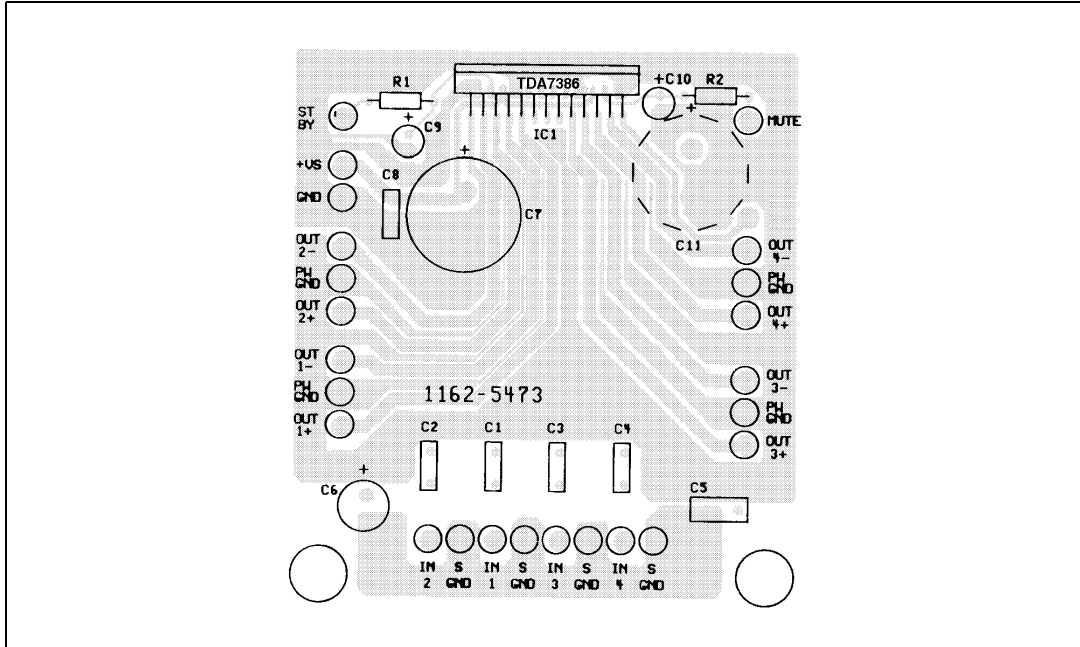 R1
TDA7386
+C10
R2
ST
BY
+
C9
IC1
+
MUTE
+VS
C8
+
GND
C7
OUT
2-
C11
OUT
4-
PW
GND
PW
GND
OUT
2+
OUT
4+
OUT
1-
OUT
3-
PW
GND
1162-5473
PW
GND
OUT
1+
C2
C1
C3
C4
OUT
3+
+
C6
C5
IN
2
S
GND
IN
1
S
GND
IN
3
S
GND
IN
4
S
GND